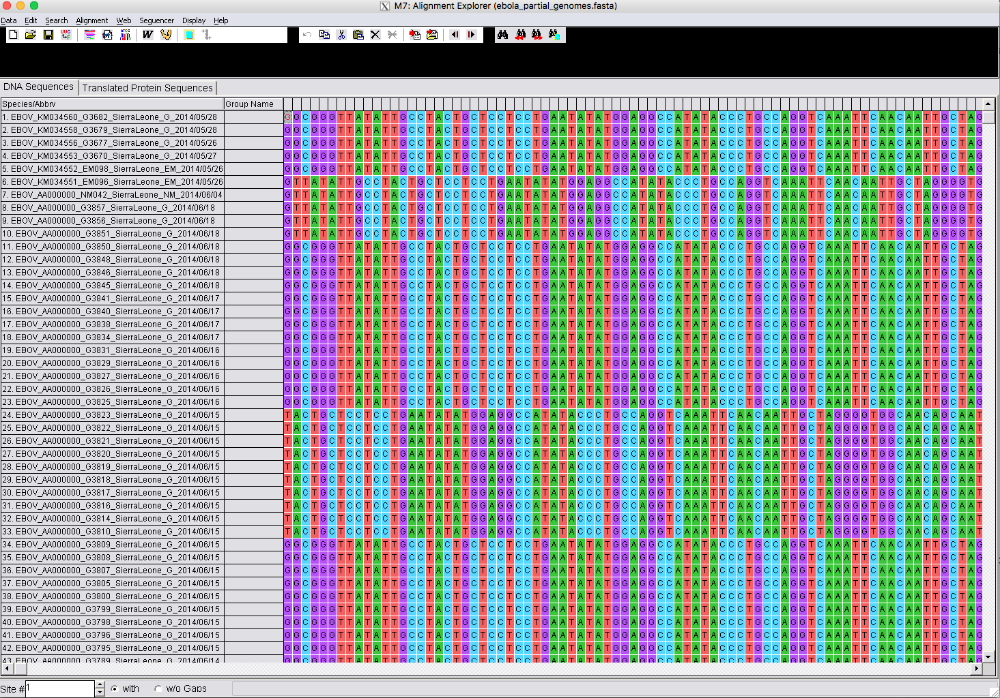 M7: Alignment Explorer (ebola_partial_genomes.fasta)
Data Edit Search Alignment Web Sequencer Display Help
UUC F ATCG W
DNA Sequences Translated Protein Sequences
Species/Abbrv Group Name
1. EBOV_KM034560_G3682_SierraLeone_G_2014/05/28 GGCGGGTTATATTGCCTACTGCTCCTCCTGAATATATGGAGGCCATATACCCTGCCAGGTCAAATTCAACAATTGCTAG
2. EBOV_KM034558_G3679_SierraLeone_G_2014/05/28 GGCGGGTTATATTGCCTACTGCTCCTCCTGAATATATGGAGGCCATATACCCTGCCAGGTCAAATTCAACAATTGCTAG
3. EBOV_KM034556_G3677_SierraLeone_G_2014/05/26 GGCGGGTTATATTGCCTACTGCTCCTCCTGAATATATGGAGGCCATATACCCTGCCAGGTCAAATTCAACAATTGCTAG
4. EBOV_KM034553_G3670_SierraLeone_G_2014/05/27 GGCGGGTTATATTGCCTACTGCTCCTCCTGAATATATGGAGGCCATATACCCTGCCAGGTCAAATTCAACAATTGCTAG
5. EBOV_KM034552_EM098_SierraLeone_EM_2014/05/26 GGCGGGTTATATTGCCTACTGCTCCTCCTGAATATATGGAGGCCATATACCCTGCCAGGTCAAATTCAACAATTGCTAG
6. EBOV_KM034551_EM096_SierraLeone_EM_2014/05/26 GTTATATTGCCTACTGCTCCTCCTGAATATATGGAGGCCATATACCCTGCCAGGTCAAATTCAACAATTGCTAGGGGTG
7. EBOV_AA000000_NM042_SierraLeone_NM_2014/06/04 GTTATATTGCCTACTGCTCCTCCTGAATATATGGAGGCCATATACCCTGCCAGGTCAAATTCAACAATTGCTAGGGGTG
8. EBOV_AA000000_G3857_SierraLeone_G_2014/06/18 GTTATATTGCCTACTGCTCCTCCTGAATATATGGAGGCCATATACCCTGCCAGGTCAAATTCAACAATTGCTAGGGGTG
9. EBOV_AA000000_G3856_SierraLeone_G_2014/06/18 GTTATATTGCCTACTGCTCCTCCTGAATATATGGAGGCCATATACCCTGCCAGGTCAAATTCAACAATTGCTAGGGGTG
10. EBOV_AA000000_G3851_SierraLeone_G_2014/06/18 GTTATATTGCCTACTGCTCCTCCTGAATATATGGAGGCCATATACCCTGCCAGGTCAAATTCAACAATTGCTAGGGGTG
11. EBOV_AA000000_G3850_SierraLeone_G_2014/06/18 GGCGGGTTATATTGCCTACTGCTCCTCCTGAATATATGGAGGCCATATACCCTGCCAGGTCAAATTCAACAATTGCTAG
12. EBOV_AA000000_G3848_SierraLeone_G_2014/06/18 GGCGGGTTATATTGCCTACTGCTCCTCCTGAATATATGGAGGCCATATACCCTGCCAGGTCAAATTCAACAATTGCTAG
13. EBOV_AA000000_G3846_SierraLeone_G_2014/06/18 GGCGGGTTATATTGCCTACTGCTCCTCCTGAATATATGGAGGCCATATACCCTGCCAGGTCAAATTCAACAATTGCTAG
14. EBOV_AA000000_G3845_SierraLeone_G_2014/06/18 GGCGGGTTATATTGCCTACTGCTCCTCCTGAATATATGGAGGCCATATACCCTGCCAGGTCAAATTCAACAATTGCTAG
15. EBOV_AA000000_G3841_SierraLeone_G_2014/06/17 GGCGGGTTATATTGCCTACTGCTCCTCCTGAATATATGGAGGCCATATACCCTGCCAGGTCAAATTCAACAATTGCTAG
16. EBOV_AA000000_G3840_SierraLeone_G_2014/06/17 GGCGGGTTATATTGCCTACTGCTCCTCCTGAATATATGGAGGCCATATACCCTGCCAGGTCAAATTCAACAATTGCTAG
17. EBOV_AA000000_G3838_SierraLeone_G_2014/06/17 GGCGGGTTATATTGCCTACTGCTCCTCCTGAATATATGGAGGCCATATACCCTGCCAGGTCAAATTCAACAATTGCTAG
18. EBOV_AA000000_G3834_SierraLeone_G_2014/06/17 GGCGGGTTATATTGCCTACTGCTCCTCCTGAATATATGGAGGCCATATACCCTGCCAGGTCAAATTCAACAATTGCTAG
19. EBOV_AA000000_G3831_SierraLeone_G_2014/06/16 GGCGGGTTATATTGCCTACTGCTCCTCCTGAATATATGGAGGCCATATACCCTGCCAGGTCAAATTCAACAATTGCTAG
20. EBOV_AA000000_G3829_SierraLeone_G_2014/06/16 GGCGGGTTATATTGCCTACTGCTCCTCCTGAATATATGGAGGCCATATACCCTGCCAGGTCAAATTCAACAATTGCTAG
21. EBOV_AA000000_G3827_SierraLeone_G_2014/06/16 GGCGGGTTATATTGCCTACTGCTCCTCCTGAATATATGGAGGCCATATACCCTGCCAGGTCAAATTCAACAATTGCTAG
22. EBOV_AA000000_G3826_SierraLeone_G_2014/06/16 GGCGGGTTATATTGCCTACTGCTCCTCCTGAATATATGGAGGCCATATACCCTGCCAGGTCAAATTCAACAATTGCTAG
23. EBOV_AA000000_G3825_SierraLeone_G_2014/06/16 GGCGGGTTATATTGCCTACTGCTCCTCCTGAATATATGGAGGCCATATACCCTGCCAGGTCAAATTCAACAATTGCTAG
24. EBOV_AA000000_G3823_SierraLeone_G_2014/06/15 TACTGCTCCTCCTGAATATATGGAGGCCATATACCCTGCCAGGTCAAATTCAACAATTGCTAGGGGTGGCAACAGCAAT
25. EBOV_AA000000_G3822_SierraLeone_G_2014/06/15 TACTGCTCCTCCTGAATATATGGAGGCCATATACCCTGCCAGGTCAAATTCAACAATTGCTAGGGGTGGCAACAGCAAT
26. EBOV_AA000000_G3821_SierraLeone_G_2014/06/15 TACTGCTCCTCCTGAATATATGGAGGCCATATACCCTGCCAGGTCAAATTCAACAATTGCTAGGGGTGGCAACAGCAAT
27. EBOV_AA000000_G3820_SierraLeone_G_2014/06/15 TACTGCTCCTCCTGAATATATGGAGGCCATATACCCTGCCAGGTCAAATTCAACAATTGCTAGGGGTGGCAACAGCAAT
28. EBOV_AA000000_G3819_SierraLeone_G_2014/06/15 TACTGCTCCTCCTGAATATATGGAGGCCATATACCCTGCCAGGTCAAATTCAACAATTGCTAGGGGTGGCAACAGCAAT
29. EBOV_AA000000_G3818_SierraLeone_G_2014/06/15 TACTGCTCCTCCTGAATATATGGAGGCCATATACCCTGCCAGGTCAAATTCAACAATTGCTAGGGGTGGCAACAGCAAT
30. EBOV_AA000000_G3817_SierraLeone_G_2014/06/15 TACTGCTCCTCCTGAATATATGGAGGCCATATACCCTGCCAGGTCAAATTCAACAATTGCTAGGGGTGGCAACAGCAAT
31. EBOV_AA000000_G3816_SierraLeone_G_2014/06/15 TACTGCTCCTCCTGAATATATGGAGGCCATATACCCTGCCAGGTCAAATTCAACAATTGCTAGGGGTGGCAACAGCAAT
32. EBOV_AA000000_G3814_SierraLeone_G_2014/06/15 TACTGCTCCTCCTGAATATATGGAGGCCATATACCCTGCCAGGTCAAATTCAACAATTGCTAGGGGTGGCAACAGCAAT
33. EBOV_AA000000_G3810_SierraLeone_G_2014/06/15 TACTGCTCCTCCTGAATATATGGAGGCCATATACCCTGCCAGGTCAAATTCAACAATTGCTAGGGGTGGCAACAGCAAT
34. EBOV_AA000000_G3809_SierraLeone_G_2014/06/15 GGCGGGTTATATTGCCTACTGCTCCTCCTGAATATATGGAGGCCATATACCCTGCCAGGTCAAATTCAACAATTGCTAG
35. EBOV_AA000000_G3808_SierraLeone_G_2014/06/15 GGCGGGTTATATTGCCTACTGCTCCTCCTGAATATATGGAGGCCATATACCCTGCCAGGTCAAATTCAACAATTGCTAG
36. EBOV_AA000000_G3807_SierraLeone_G_2014/06/15 GGCGGGTTATATTGCCTACTGCTCCTCCTGAATATATGGAGGCCATATACCCTGCCAGGTCAAATTCAACAATTGCTAG
37. EBOV_AA000000_G3805_SierraLeone_G_2014/06/15 GGCGGGTTATATTGCCTACTGCTCCTCCTGAATATATGGAGGCCATATACCCTGCCAGGTCAAATTCAACAATTGCTAG
38. EBOV_AA000000_G3800_SierraLeone_G_2014/06/15 GGCGGGTTATATTGCCTACTGCTCCTCCTGAATATATGGAGGCCATATACCCTGCCAGGTCAAATTCAACAATTGCTAG
39. EBOV_AA000000_G3799_SierraLeone_G_2014/06/15 GGCGGGTTATATTGCCTACTGCTCCTCCTGAATATATGGAGGCCATATACCCTGCCAGGTCAAATTCAACAATTGCTAG
40. EBOV_AA000000_G3798_SierraLeone_G_2014/06/15 GGCGGGTTATATTGCCTACTGCTCCTCCTGAATATATGGAGGCCATATACCCTGCCAGGTCAAATTCAACAATTGCTAG
41. EBOV_AA000000_G3796_SierraLeone_G_2014/06/15 GGCGGGTTATATTGCCTACTGCTCCTCCTGAATATATGGAGGCCATATACCCTGCCAGGTCAAATTCAACAATTGCTAG
42. EBOV_AA000000_G3795_SierraLeone_G_2014/06/15 GGCGGGTTATATTGCCTACTGCTCCTCCTGAATATATGGAGGCCATATACCCTGCCAGGTCAAATTCAACAATTGCTAG
43. EBOV_AA000000_G3789_SierraLeone_G_2014/06/14 GGCGGGTTATATTGCCTACTGCTCCTCCTGAATATATGGAGGCCATATACCCTGCCAGGTCAAATTCAACAATTGCTAG
Site # 1 with w/o Gaps